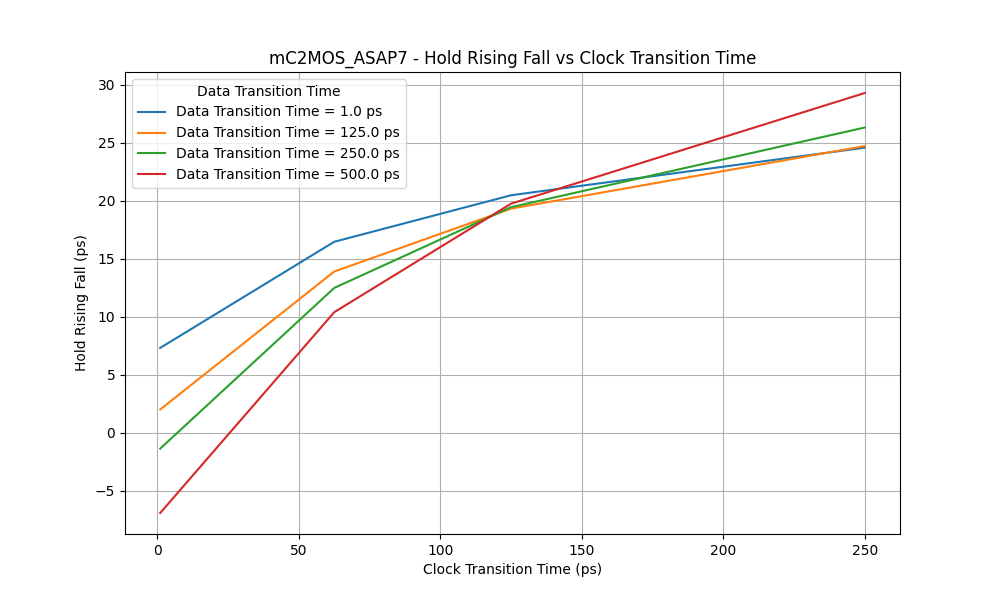 mC2MOS_ASAP7 - Hold Rising Fall vs Clock Transition Time
Data Transition Time
Data Transition Time = 1.0 ps
Data Transition Time = 125.0 ps
Data Transition Time = 250.0 ps
Data Transition Time = 500.0 ps
Hold Rising Fall (ps)
30
25
20
15
10
5
0
−5
0 50 100 150 200 250
Clock Transition Time (ps)